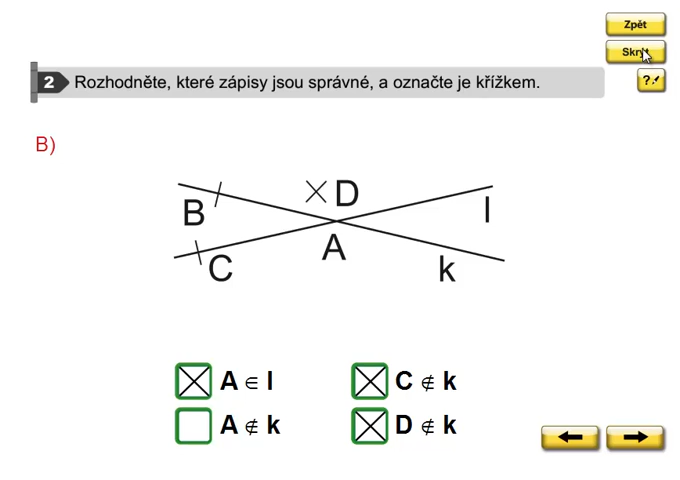 Zpět
Skrýt
2 Rozhodněte, které zápisy jsou správné, a označte je křížkem.
?
B)
D
B
l
A
C
k
A ∈ l
C ∉ k
A ∉ k
D ∉ k